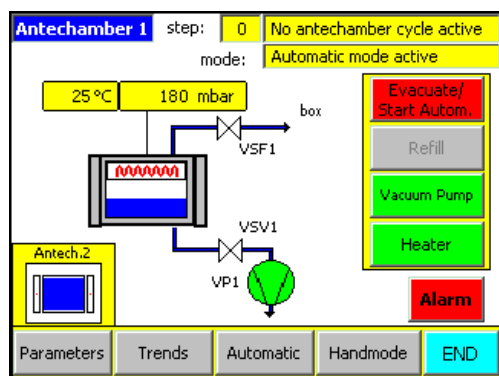 Antechamber 1 step: 0 No antechamber cycle active
mode: Automatic mode active
25 °C 180 mbar
Evacuate/
Start Autom.
box
VSF1
Refill
Vacuum Pump
VSV1
Heater
Antech.2
VP1
Alarm
Parameters Trends Automatic Handmode END